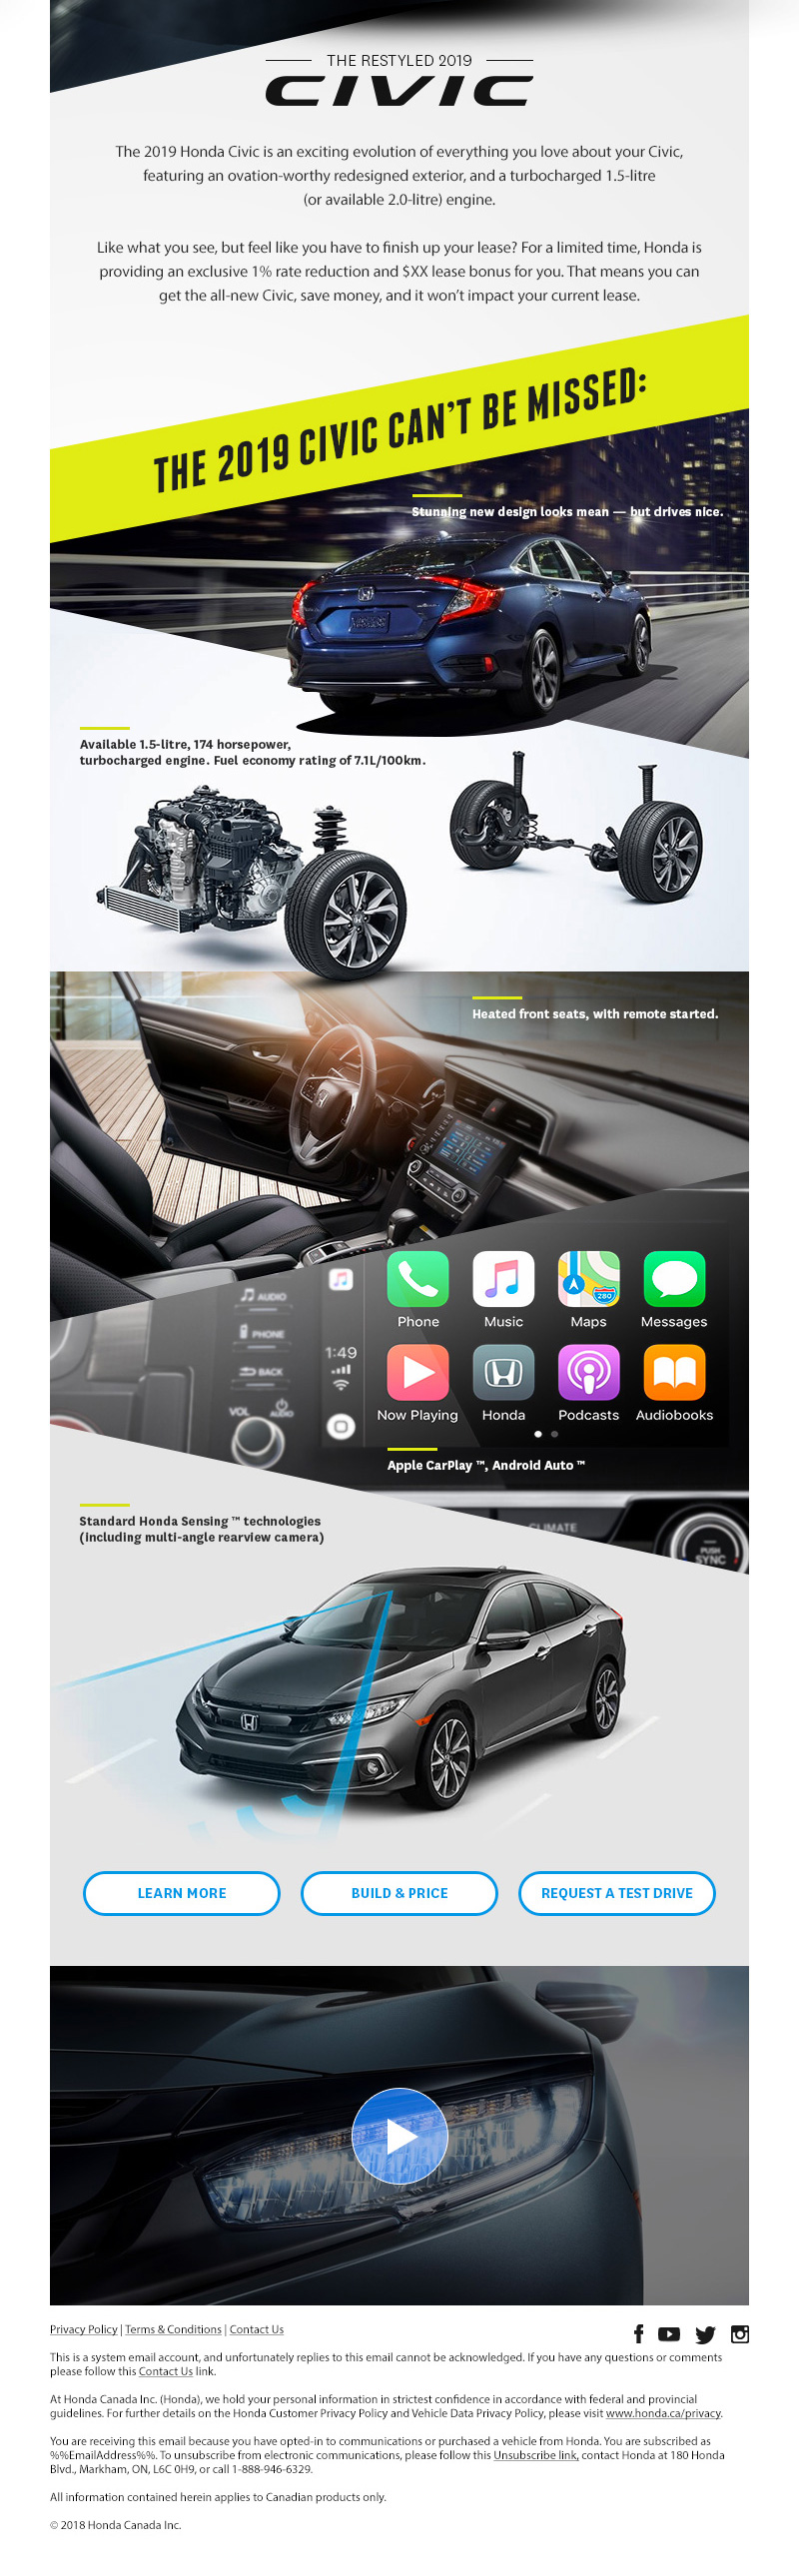 THE RESTYLED 2019
CIVIC
The 2019 Honda Civic is an exciting evolution of everything you love about your Civic,
featuring an ovation-worthy redesigned exterior, and a turbocharged 1.5-litre
(or available 2.0-litre) engine.
Like what you see, but feel like you have to finish up your lease? For a limited time, Honda is
providing an exclusive 1% rate reduction and $XX lease bonus for you. That means you can
get the all-new Civic, save money, and it won't impact your current lease.
THE 2019 CIVIC CAN'T BE MISSED:
Stunning new design looks mean — but drives nice.
Available 1.5-litre, 174 horsepower,
turbocharged engine. Fuel economy rating of 7.1L/100km.
Heated front seats, with remote started.
AUDIO
PHONE
BACK
VOL AUDIO
1:49
280
Phone Music Maps Messages
Now Playing Honda Podcasts Audiobooks
Apple CarPlay ™, Android Auto ™
CLIMATE
PUSH
SYNC
Standard Honda Sensing ™ technologies
(including multi-angle rearview camera)
LEARN MORE
BUILD & PRICE
REQUEST A TEST DRIVE
Privacy Policy | Terms & Conditions | Contact Us
This is a system email account, and unfortunately replies to this email cannot be acknowledged. If you have any questions or comments
please follow this Contact Us link.
At Honda Canada Inc. (Honda), we hold your personal information in strictest confidence in accordance with federal and provincial
guidelines. For further details on the Honda Customer Privacy Policy and Vehicle Data Privacy Policy, please visit www.honda.ca/privacy.
You are receiving this email because you have opted-in to communications or purchased a vehicle from Honda. You are subscribed as
%%EmailAddress%%. To unsubscribe from electronic communications, please follow this Unsubscribe link, contact Honda at 180 Honda
Blvd., Markham, ON, L6C 0H9, or call 1-888-946-6329.
All information contained herein applies to Canadian products only.
© 2018 Honda Canada Inc.